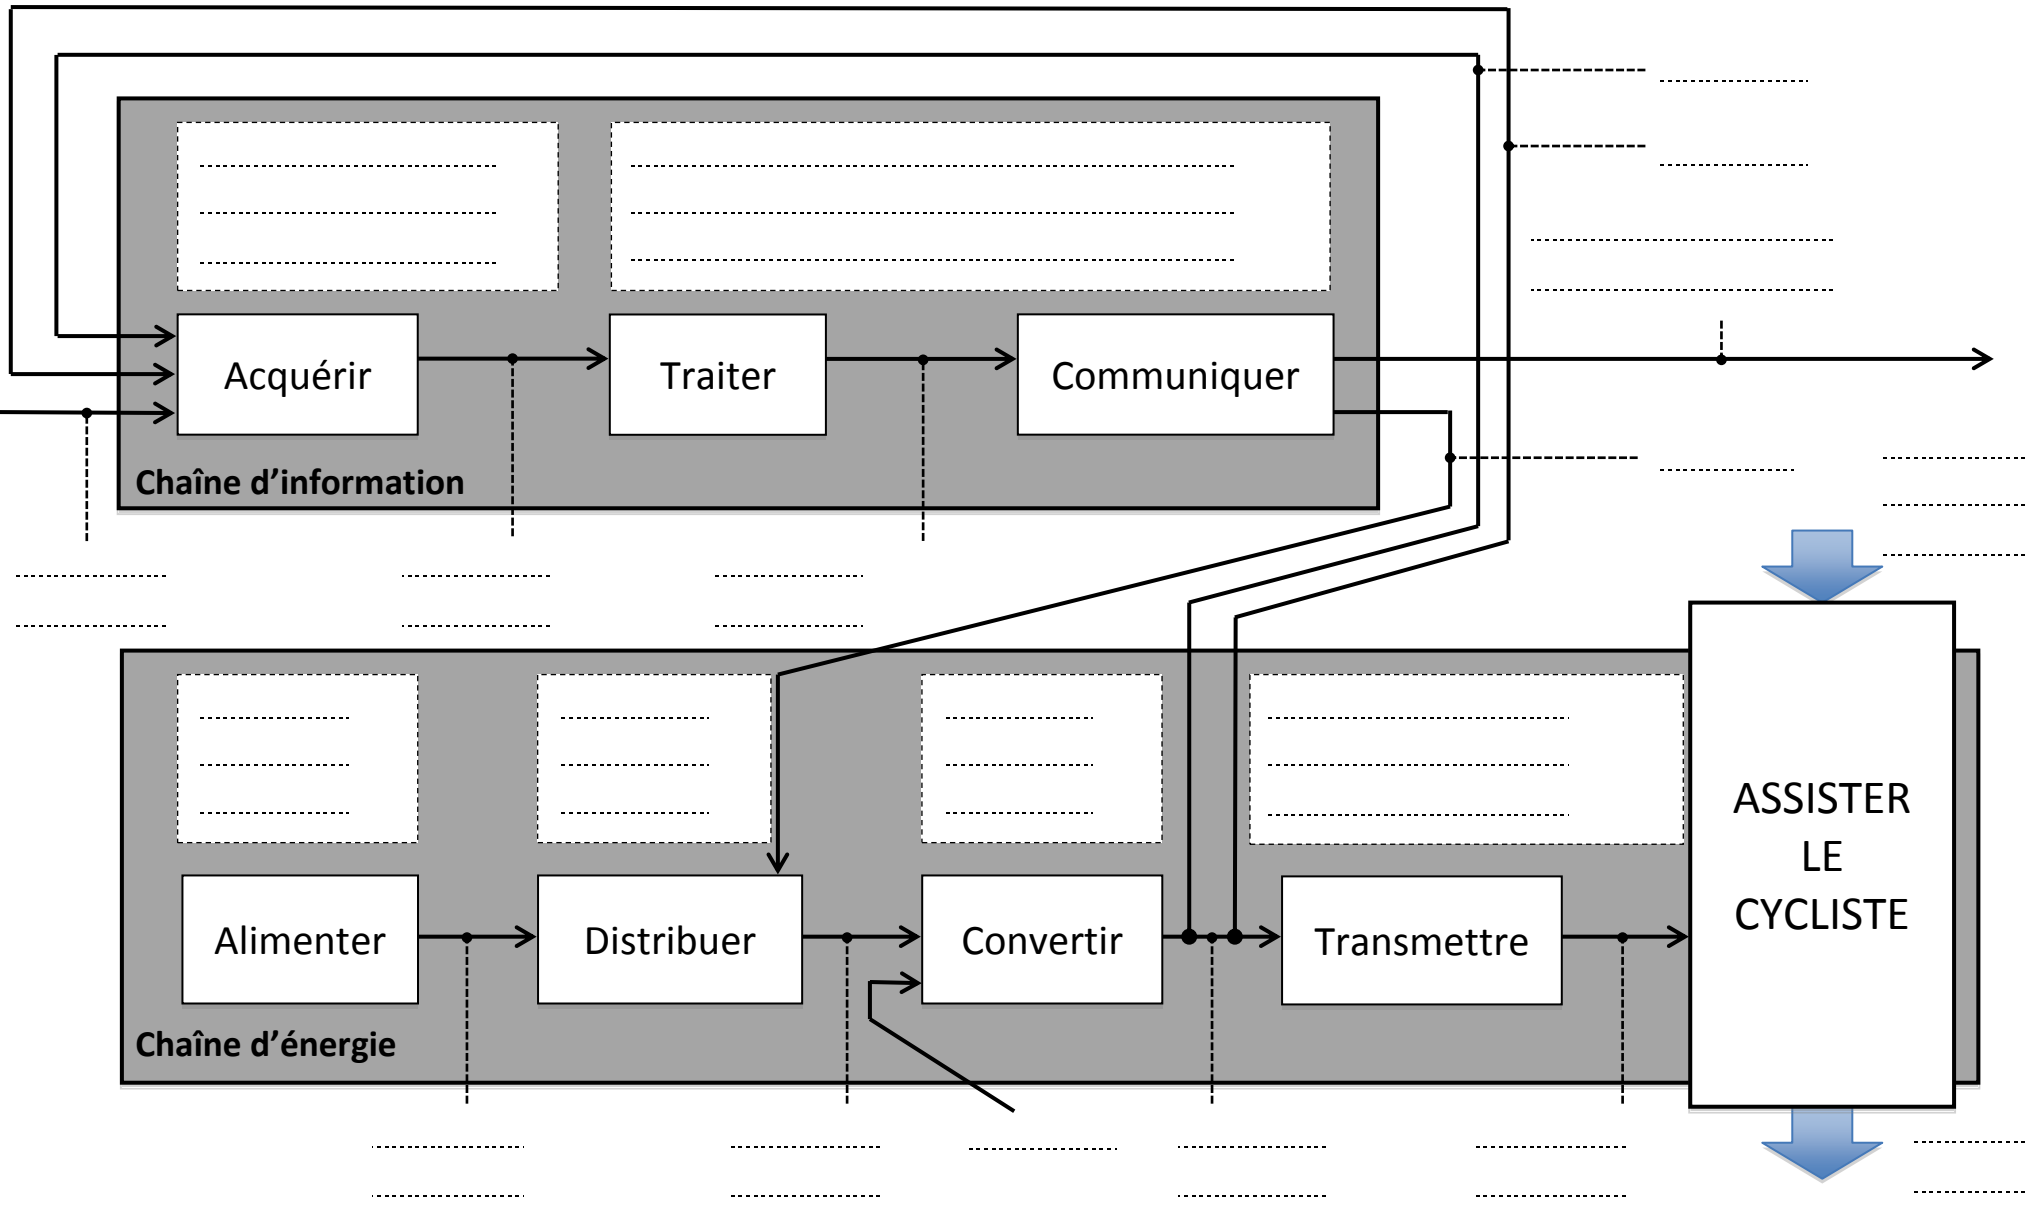 Acquérir
Traiter
Communiquer
Chaîne d’information
ASSISTER
LE
CYCLISTE
Alimenter
Distribuer
Convertir
Transmettre
Chaîne d’énergie